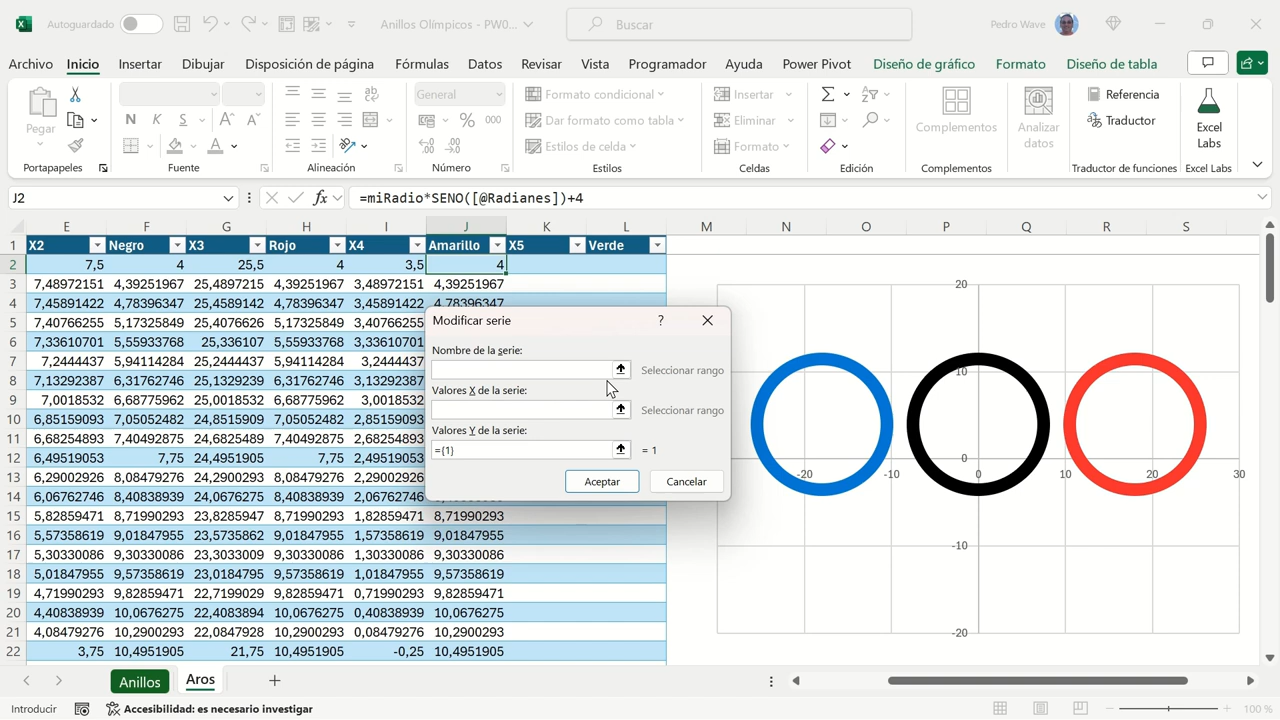 Autoguardado Anillos Olímpicos - PW0... Buscar Pedro Wave
Archivo Inicio Insertar Dibujar Disposición de página Fórmulas Datos Revisar Vista Programador Ayuda Power Pivot Diseño de gráfico Formato Diseño de tabla
Pegar
Portapapeles
N K S A A
A
Fuente
ab
Alineación
General
% 000
Número
Formato condicional
Dar formato como tabla
Estilos de celda
Estilos
Insertar
Eliminar
Formato
Celdas
Edición
Complementos
Complementos
Analizar
datos
Referencia
Traductor
Traductor de funciones
Excel
Labs
Excel Labs
J2 fx =miRadio*SENO([@Radianes])+4
E F G H I J K L M N O P Q R S
1 X2 Negro X3 Rojo X4 Amarillo X5 Verde
2 7,5 4 25,5 4 3,5 4
3 7,48972151 4,39251967 25,4897215 4,39251967 3,48972151 4,39251967
4 7,45891422 4,78396347 25,4589142 4,78396347 3,45891422 4,78396347
5 7,40766255 5,17325849 25,4076626 5,17325849 3,40766255
6 7,33610701 5,55933768 25,336107 5,55933768 3,33610701
7 7,2444437 5,94114284 25,2444437 5,94114284 3,2444437
8 7,13292387 6,31762746 25,1329239 6,31762746 3,13292387
9 7,0018532 6,68775962 25,0018532 6,68775962 3,0018532
10 6,85159093 7,05052482 24,8515909 7,05052482 2,85159093
11 6,68254893 7,40492875 24,6825489 7,40492875 2,68254893
12 6,49519053 7,75 24,4951905 7,75 2,49519053
13 6,29002926 8,08479276 24,2900293 8,08479276 2,29002926
14 6,06762746 8,40838939 24,0676275 8,40838939 2,06762746
15 5,82859471 8,71990293 23,8285947 8,71990293 1,82859471 8,71990293
16 5,57358619 9,01847955 23,5735862 9,01847955 1,57358619 9,01847955
17 5,30330086 9,30330086 23,3033009 9,30330086 1,30330086 9,30330086
18 5,01847955 9,57358619 23,0184795 9,57358619 1,01847955 9,57358619
19 4,71990293 9,82859471 22,7199029 9,82859471 0,71990293 9,82859471
20 4,40838939 10,0676275 22,4083894 10,0676275 0,40838939 10,0676275
21 4,08479276 10,2900293 22,0847928 10,2900293 0,08479276 10,2900293
22 3,75 10,4951905 21,75 10,4951905 -0,25 10,4951905
Modificar serie ?
Nombre de la serie:
Seleccionar rango
Valores X de la serie:
Seleccionar rango
Valores Y de la serie:
={1} = 1
Aceptar Cancelar
20
10
0
-20 -10 0 10 20 30
-10
-20
Anillos Aros
Introducir Accesibilidad: es necesario investigar 100 %